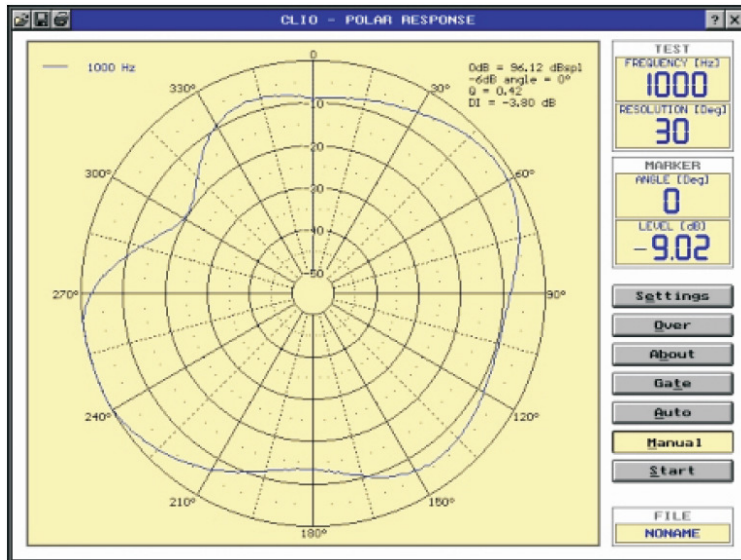 CLIO - POLAR RESPONSE
? ×
1000 Hz
0dB = 96.12 dBspl
-6dB angle = 0°
Q = 0.42
DI = -3.80 dB
0
330°
30°
300°
60°
270°
90°
240°
120°
210°
150°
180°
-10
-20
-30
-40
-50
TEST
FREQUENCY [Hz]
1000
RESOLUTION [Deg]
30
MARKER
ANGLE [Deg]
0
LEVEL [dB]
-9.02
Settings
Over
About
Gate
Auto
Manual
Start
FILE
NONAME